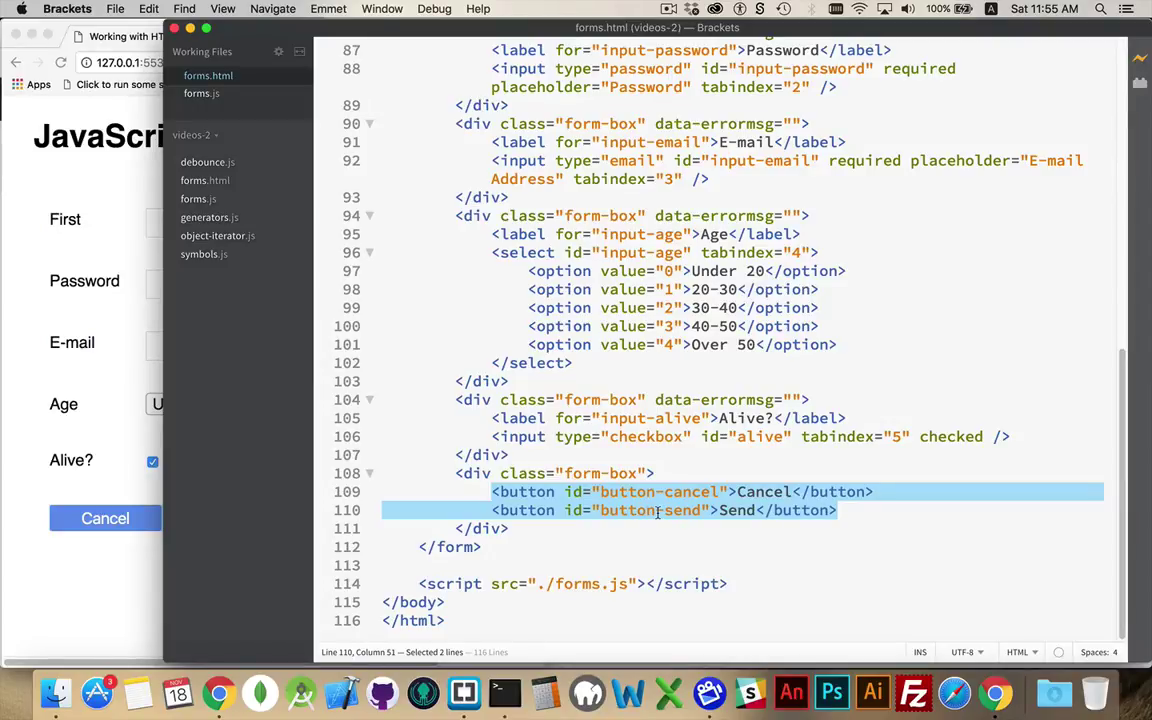 Brackets File Edit Find View Navigate Emmet Window Debug Help 100% A Sat 11:55 AM
forms.html (videos-2) — Brackets
Working with HT
127.0.0.1:553
Apps Click to run some s
JavaScri
First
Password
E-mail
Age U
Alive?
Cancel
Working Files
forms.html
forms.js
videos-2
debounce.js
forms.html
forms.js
generators.js
object-iterator.js
symbols.js
87 <label for="input-password">Password</label>
88 <input type="password" id="input-password" required
placeholder="Password" tabindex="2" />
89 </div>
90 <div class="form-box" data-errormsg="">
91 <label for="input-email">E-mail</label>
92 <input type="email" id="input-email" required placeholder="E-mail
Address" tabindex="3" />
93 </div>
94 <div class="form-box" data-errormsg="">
95 <label for="input-age">Age</label>
96 <select id="input-age" tabindex="4">
97 <option value="0">Under 20</option>
98 <option value="1">20-30</option>
99 <option value="2">30-40</option>
100 <option value="3">40-50</option>
101 <option value="4">Over 50</option>
102 </select>
103 </div>
104 <div class="form-box" data-errormsg="">
105 <label for="input-alive">Alive?</label>
106 <input type="checkbox" id="alive" tabindex="5" checked />
107 </div>
108 <div class="form-box">
109 <button id="button-cancel">Cancel</button>
110 <button id="button-send">Send</button>
111 </div>
112 </form>
113
114 <script src="./forms.js"></script>
115 </body>
116 </html>
Line 110, Column 51 — Selected 2 lines — 116 Lines INS UTF-8 HTML Spaces: 4
3 NOV 18 W X S An Ps Ai Fz